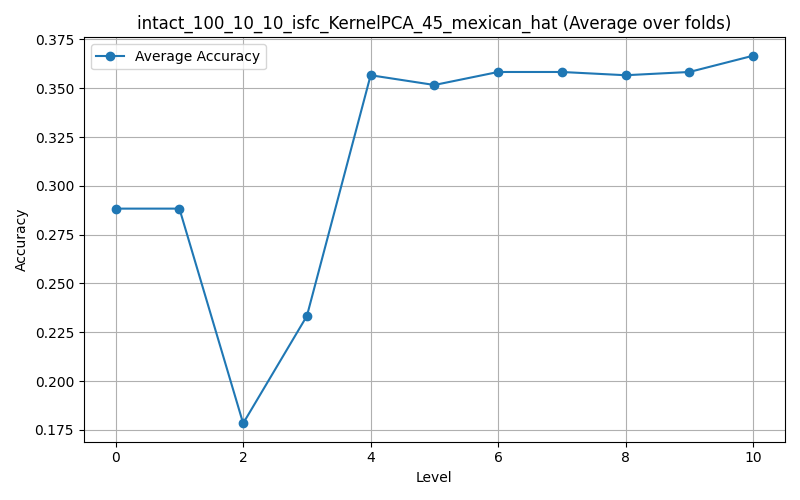 intact_100_10_10_isfc_KernelPCA_45_mexican_hat (Average over folds)
Average Accuracy
Accuracy
0.375
0.350
0.325
0.300
0.275
0.250
0.225
0.200
0.175
0 2 4 6 8 10
Level